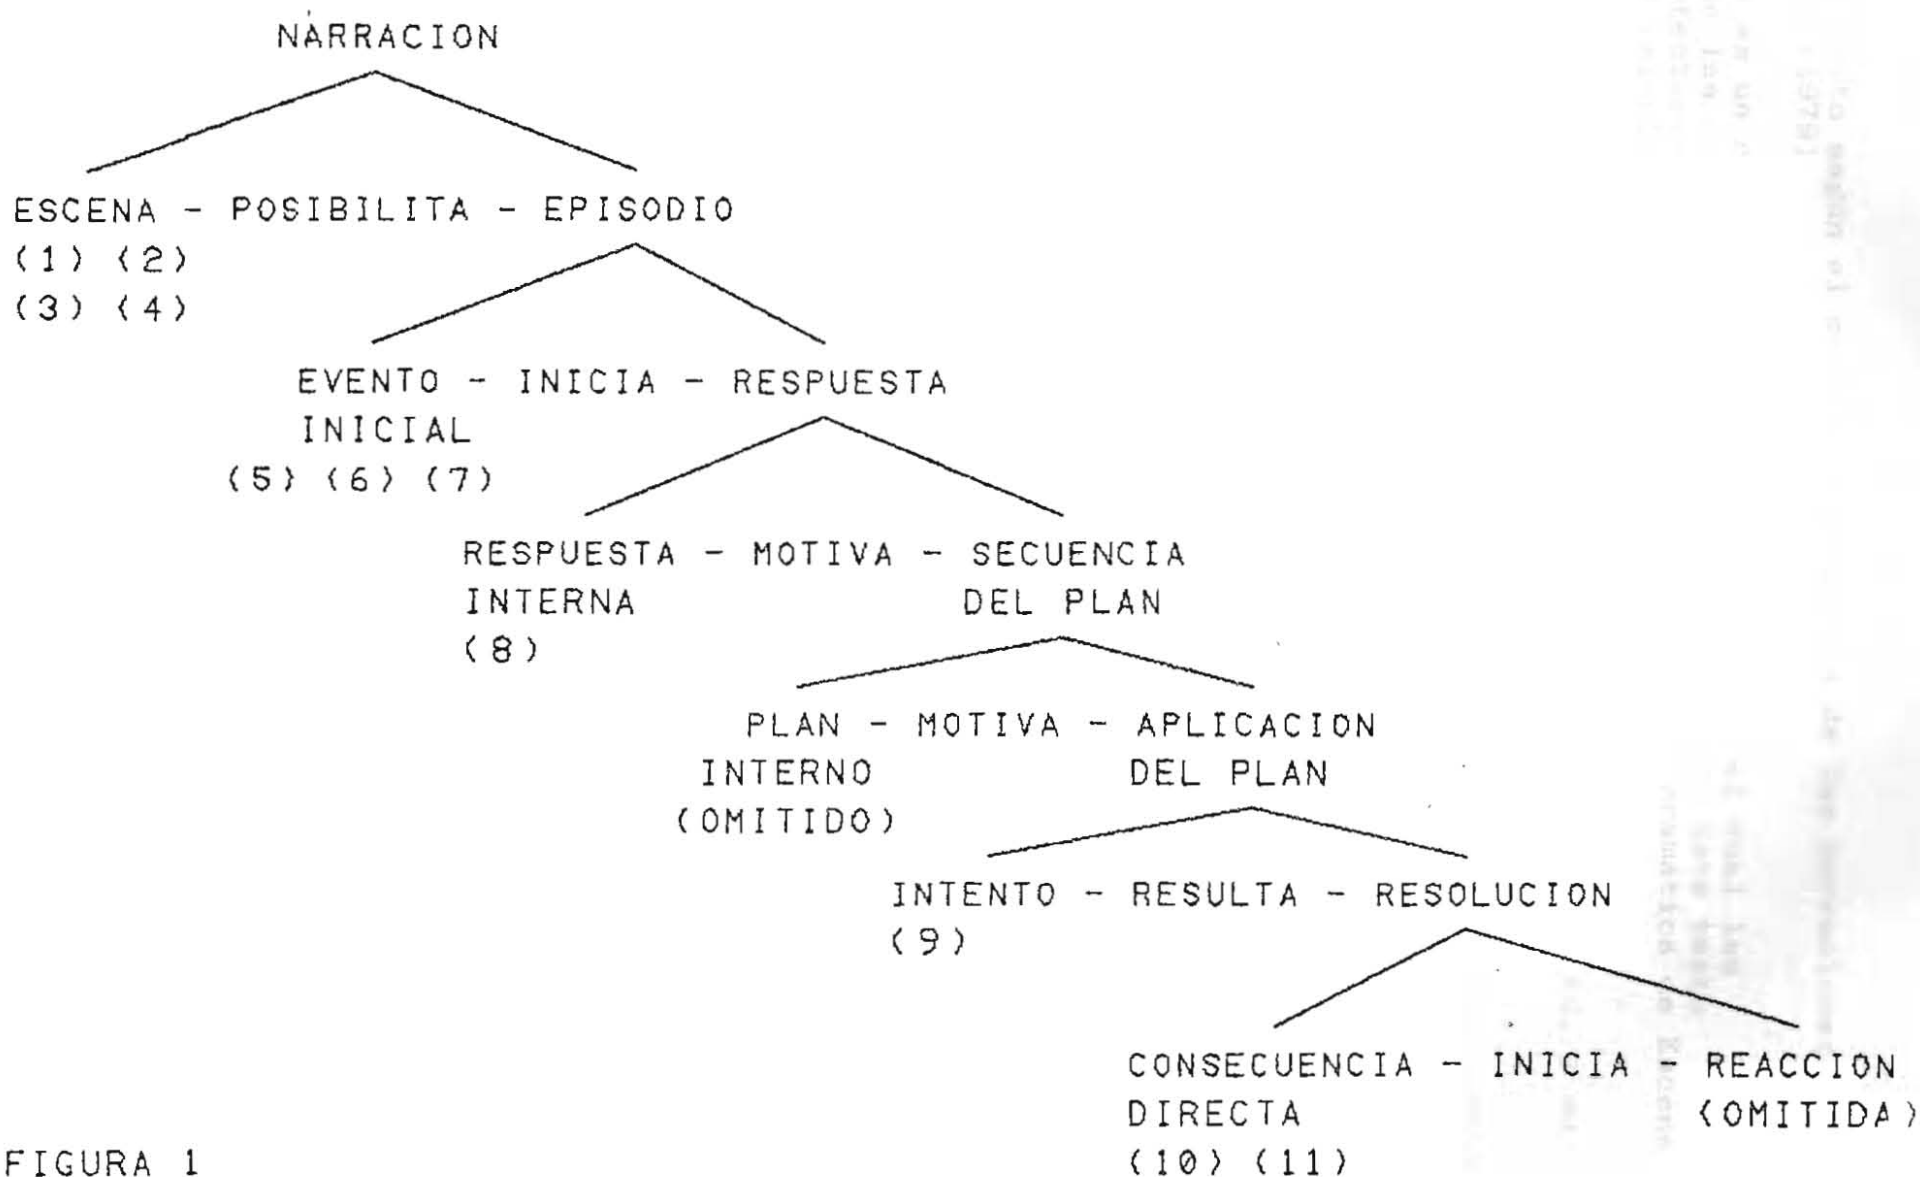 NARRACION
ESCENA - POSIBILITA - EPISODIO
(1) (2)
(3) (4)
EVENTO - INICIA - RESPUESTA
INICIAL
(5) (6) (7)
RESPUESTA - MOTIVA - SECUENCIA
INTERNA DEL PLAN
(8)
PLAN - MOTIVA - APLICACION
INTERNO DEL PLAN
(OMITIDO)
INTENTO - RESULTA - RESOLUCION
(9)
CONSECUENCIA - INICIA - REACCION
DIRECTA (OMITIDA)
(10) (11)
FIGURA 1